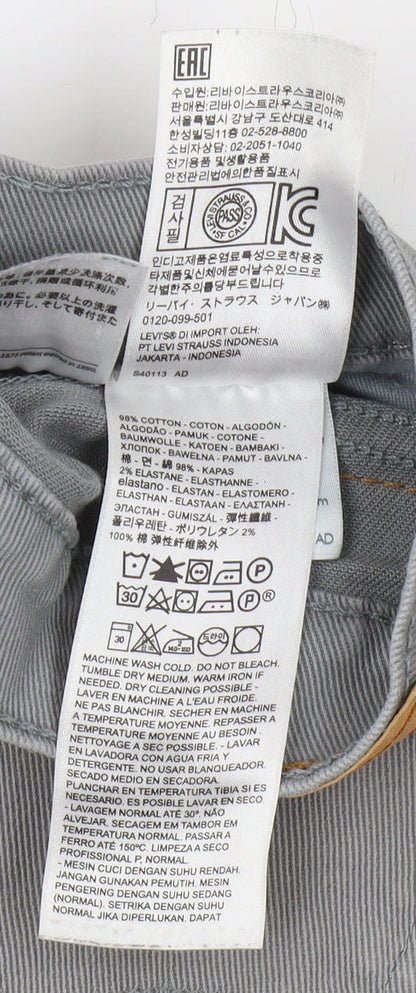 EAC
수입원:리바이스트라우스코리아㈜
판매원:리바이스트라우스코리아㈜
서울특별시 강남구 도산대로 414
한성빌딩11층 02-528-8800
소비자상담: 02-2051-1040
전기용품 및생활용품
안전관리법에의한품질표시
검사필
LEVI STRAUSS & CO
PASS
SF CAL
인디고제품은염료특성으로착용중
타제품및신체에묻어날수있으므로
각별한주의를당부드립니다
リーバイ・ストラウス ジャパン㈱
0120-099-501
LEVI'S® DI IMPORT OLEH:
PT LEVI STRAUSS INDONESIA
JAKARTA - INDONESIA
S40113 AD
98% COTTON - COTON - ALGODÓN -
ALGODÃO - PAMUK - COTONE -
BAUMWOLLE - KATOEN - BAMBAKI -
ХЛОПОК - BAWEŁNA - PAMUT - BAVLNA -
棉 - 면 - 綿 98% - KAPAS
2% ELASTANE - ELASTHANNE -
elastano - ELASTAN - ELASTOMERO -
ELASTHAN - ELASTAAN - ΕΛΑΣΤΑΝΗ -
ЭЛАСТАН - GUMISZÁL - 彈性纖維 -
폴리우레탄 - ポリウレタン 2%
100% 棉 弹性纤维除外
P
30 P ®
30 140-150 드라이
MACHINE WASH COLD. DO NOT BLEACH.
TUMBLE DRY MEDIUM. WARM IRON IF
NEEDED. DRY CLEANING POSSIBLE -
LAVER EN MACHINE A L'EAU FROIDE.
NE PAS BLANCHIR. SECHER EN MACHINE
A TEMPERATURE MOYENNE. REPASSER A
TEMPERATURE MOYENNE AU BESOIN.
NETTOYAGE A SEC POSSIBLE. - LAVAR
EN LAVADORA CON AGUA FRIA Y
DETERGENTE. NO USAR BLANQUEADOR.
SECADO MEDIO EN SECADORA.
PLANCHAR EN TEMPERATURA TIBIA SI ES
NECESARIO. ES POSIBLE LAVAR EN SECO.
- LAVAGEM NORMAL ATÉ 30º. NÃO
ALVEJAR. SECAGEM EM TAMBOR EM
TEMPERATURA NORMAL. PASSAR A
FERRO ATÉ 150ºC. LIMPEZA A SECO
PROFISSIONAL P, NORMAL.
- MESIN CUCI DENGAN SUHU RENDAH.
JANGAN GUNAKAN PEMUTIH. MESIN
PENGERING DENGAN SUHU SEDANG
(NORMAL). SETRIKA DENGAN SUHU
NORMAL JIKA DIPERLUKAN. DAPAT
m
AD